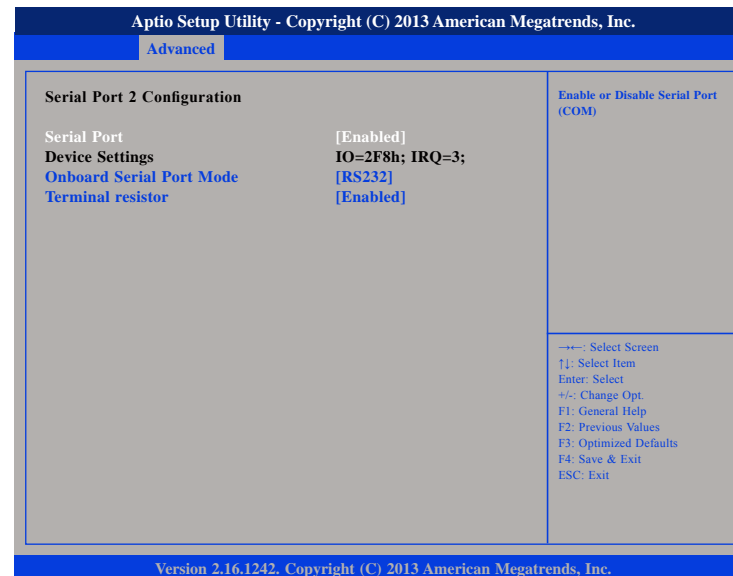 Aptio Setup Utility - Copyright (C) 2013 American Megatrends, Inc.
Advanced
Serial Port 2 Configuration
Serial Port [Enabled]
Device Settings IO=2F8h; IRQ=3;
Onboard Serial Port Mode [RS232]
Terminal resistor [Enabled]
Enable or Disable Serial Port
(COM)
→←: Select Screen
↑↓: Select Item
Enter: Select
+/-: Change Opt.
F1: General Help
F2: Previous Values
F3: Optimized Defaults
F4: Save & Exit
ESC: Exit
Version 2.16.1242. Copyright (C) 2013 American Megatrends, Inc.